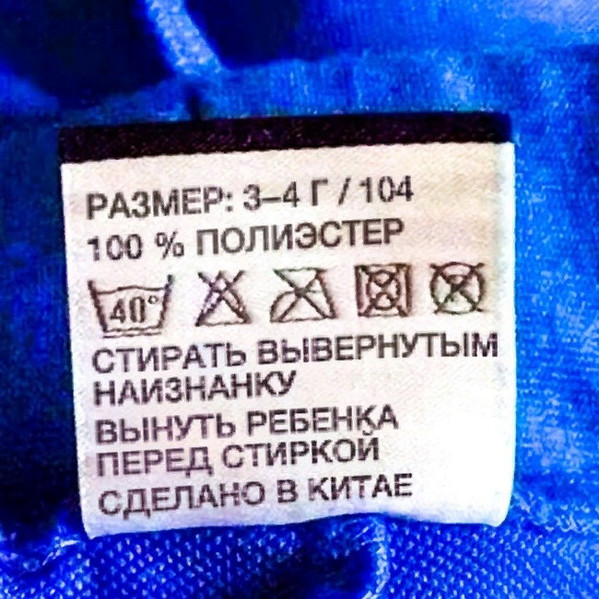 РАЗМЕР: 3–4 Г / 104
100 % ПОЛИЭСТЕР
40°
СТИРАТЬ ВЫВЕРНУТЫМ
НАИЗНАНКУ
ВЫНУТЬ РЕБЕНКА
ПЕРЕД СТИРКОЙ
СДЕЛАНО В КИТАЕ